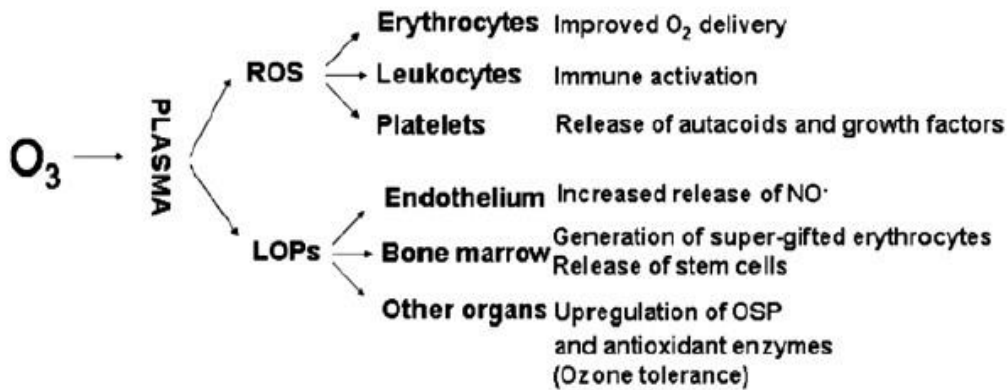 Erythrocytes Improved O₂ delivery
ROS
Leukocytes Immune activation
Platelets Release of autacoids and growth factors
O₃
PLASMA
Endothelium Increased release of NO·
LOPs
Bone marrow Generation of super-gifted erythrocytes
Release of stem cells
Other organs Upregulation of OSP
and antioxidant enzymes
(Ozone tolerance)